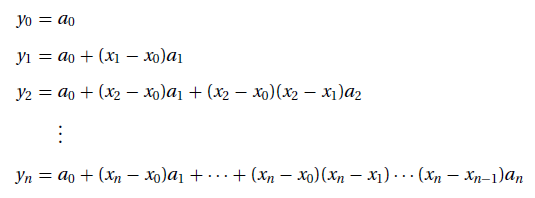 y₀ = a₀
y₁ = a₀ + (x₁ − x₀)a₁
y₂ = a₀ + (x₂ − x₀)a₁ + (x₂ − x₀)(x₂ − x₁)a₂
⋮
yₙ = a₀ + (xₙ − x₀)a₁ + ⋯ + (xₙ − x₀)(xₙ − x₁) ⋯ (xₙ − xₙ₋₁)aₙ